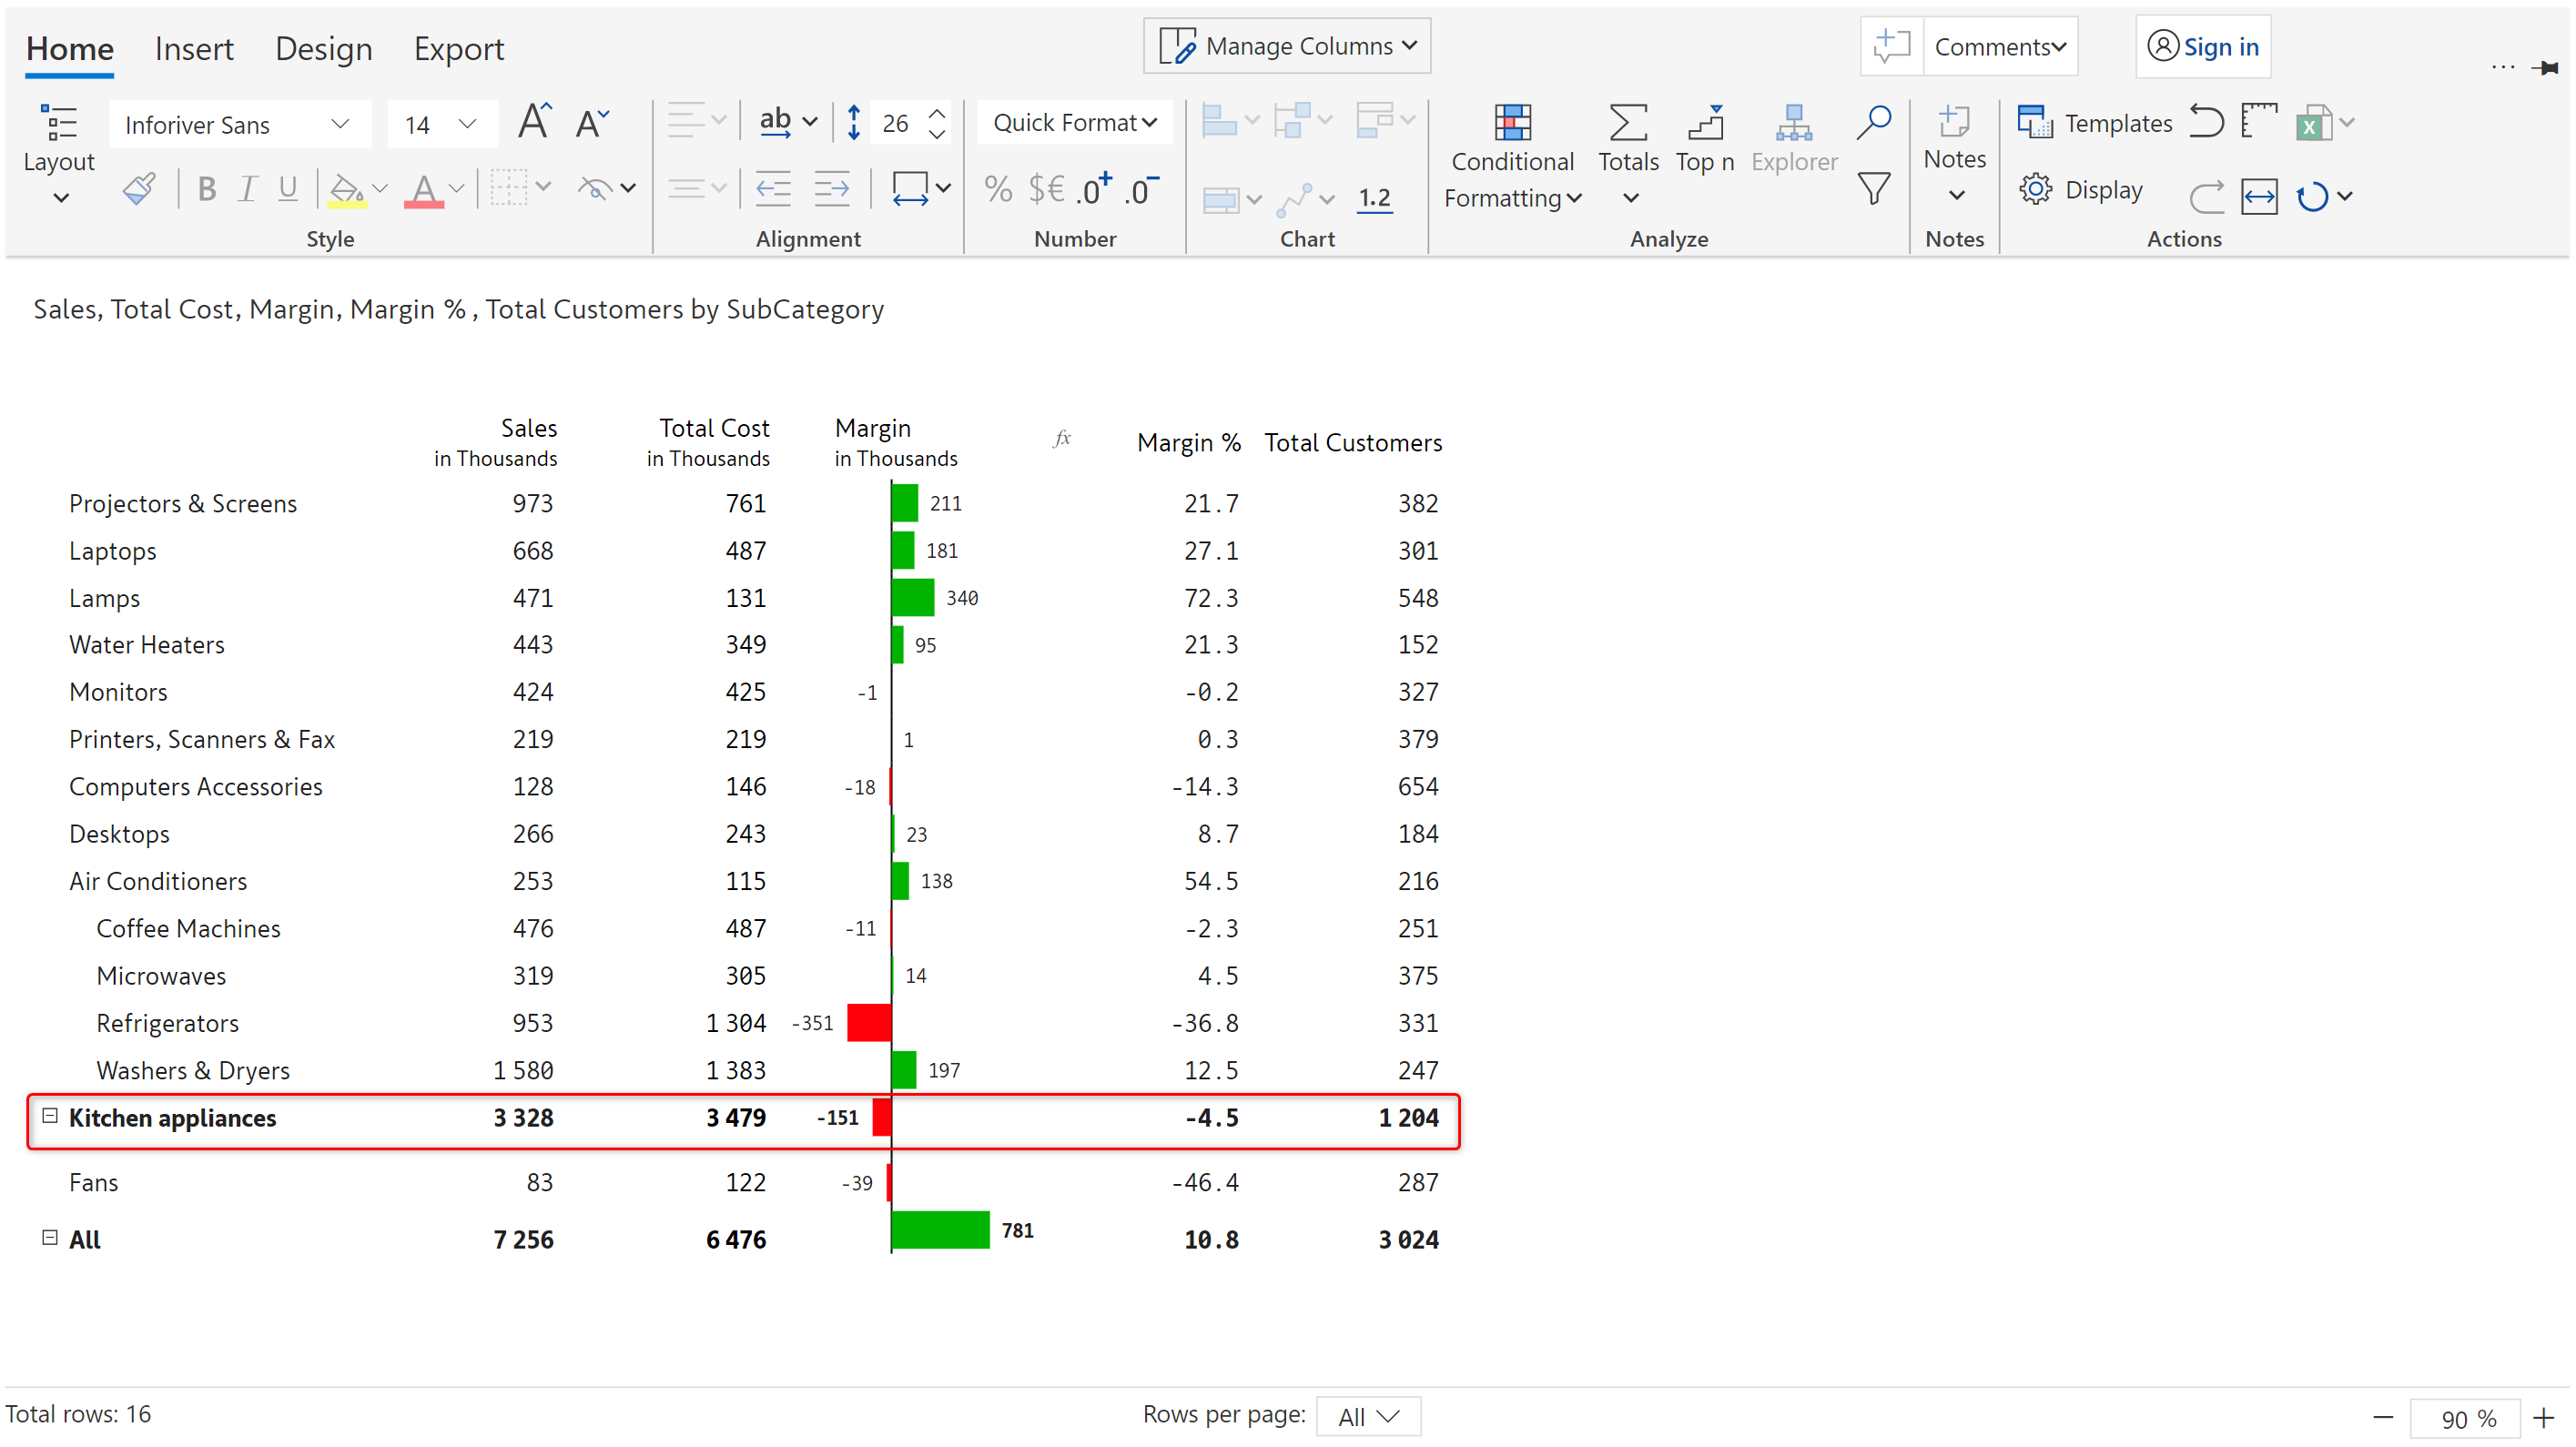 Home Insert Design Export Manage Columns Comments Sign in ...
Inforiver Sans 14 A A ab 26 Quick Format
Layout B I U A % $€ .0+ .0- 1.2
Conditional Formatting Totals Top n Explorer Notes Templates Display
Style Alignment Number Chart Analyze Notes Actions
Sales, Total Cost, Margin, Margin % , Total Customers by SubCategory
Sales in Thousands Total Cost in Thousands Margin in Thousands fx Margin % Total Customers
Projectors & Screens 973 761 211 21.7 382
Laptops 668 487 181 27.1 301
Lamps 471 131 340 72.3 548
Water Heaters 443 349 95 21.3 152
Monitors 424 425 -1 -0.2 327
Printers, Scanners & Fax 219 219 1 0.3 379
Computers Accessories 128 146 -18 -14.3 654
Desktops 266 243 23 8.7 184
Air Conditioners 253 115 138 54.5 216
Coffee Machines 476 487 -11 -2.3 251
Microwaves 319 305 14 4.5 375
Refrigerators 953 1 304 -351 -36.8 331
Washers & Dryers 1 580 1 383 197 12.5 247
Kitchen appliances 3 328 3 479 -151 -4.5 1 204
Fans 83 122 -39 -46.4 287
All 7 256 6 476 781 10.8 3 024
Total rows: 16 Rows per page: All 90 %